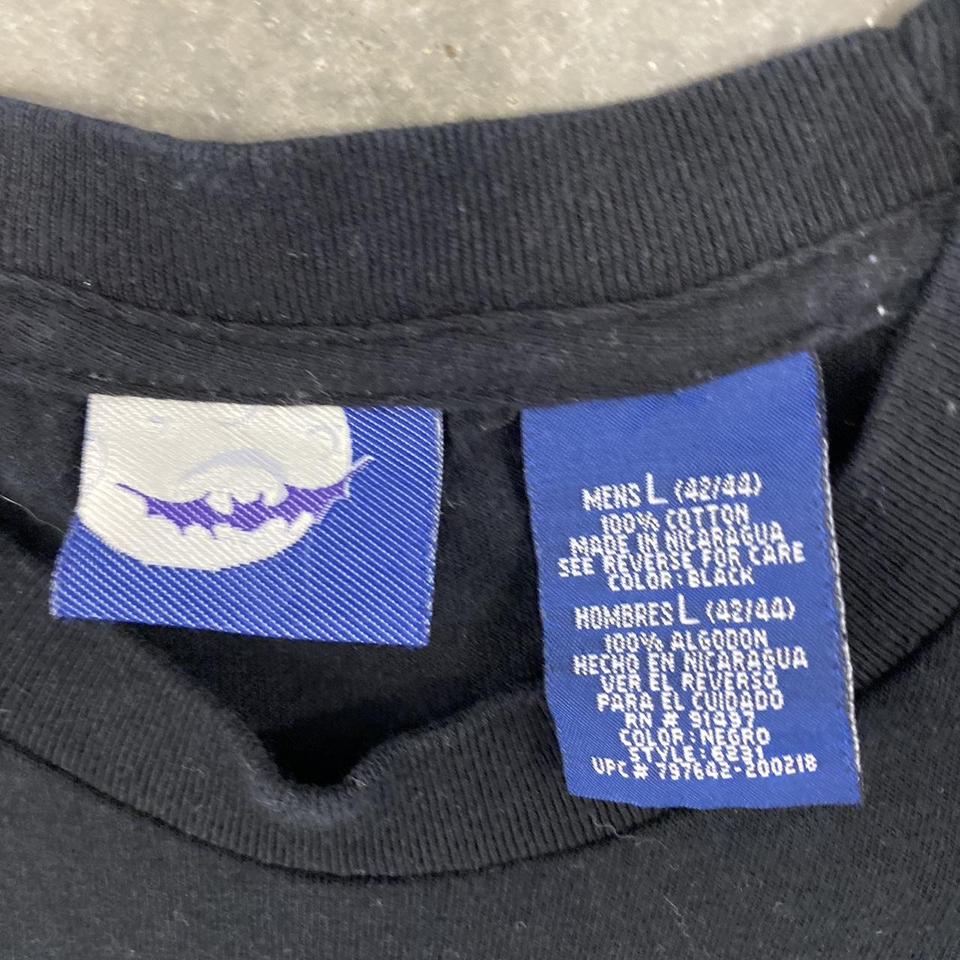 MENS L (42/44)
100% COTTON
MADE IN NICARAGUA
SEE REVERSE FOR CARE
COLOR: BLACK
HOMBRES L (42/44)
100% ALGODON
HECHO EN NICARAGUA
VER EL REVERSO
PARA EL CUIDADO
RN # 91497
COLOR: NEGRO
STYLE: 6231
UPC# 797642-200218